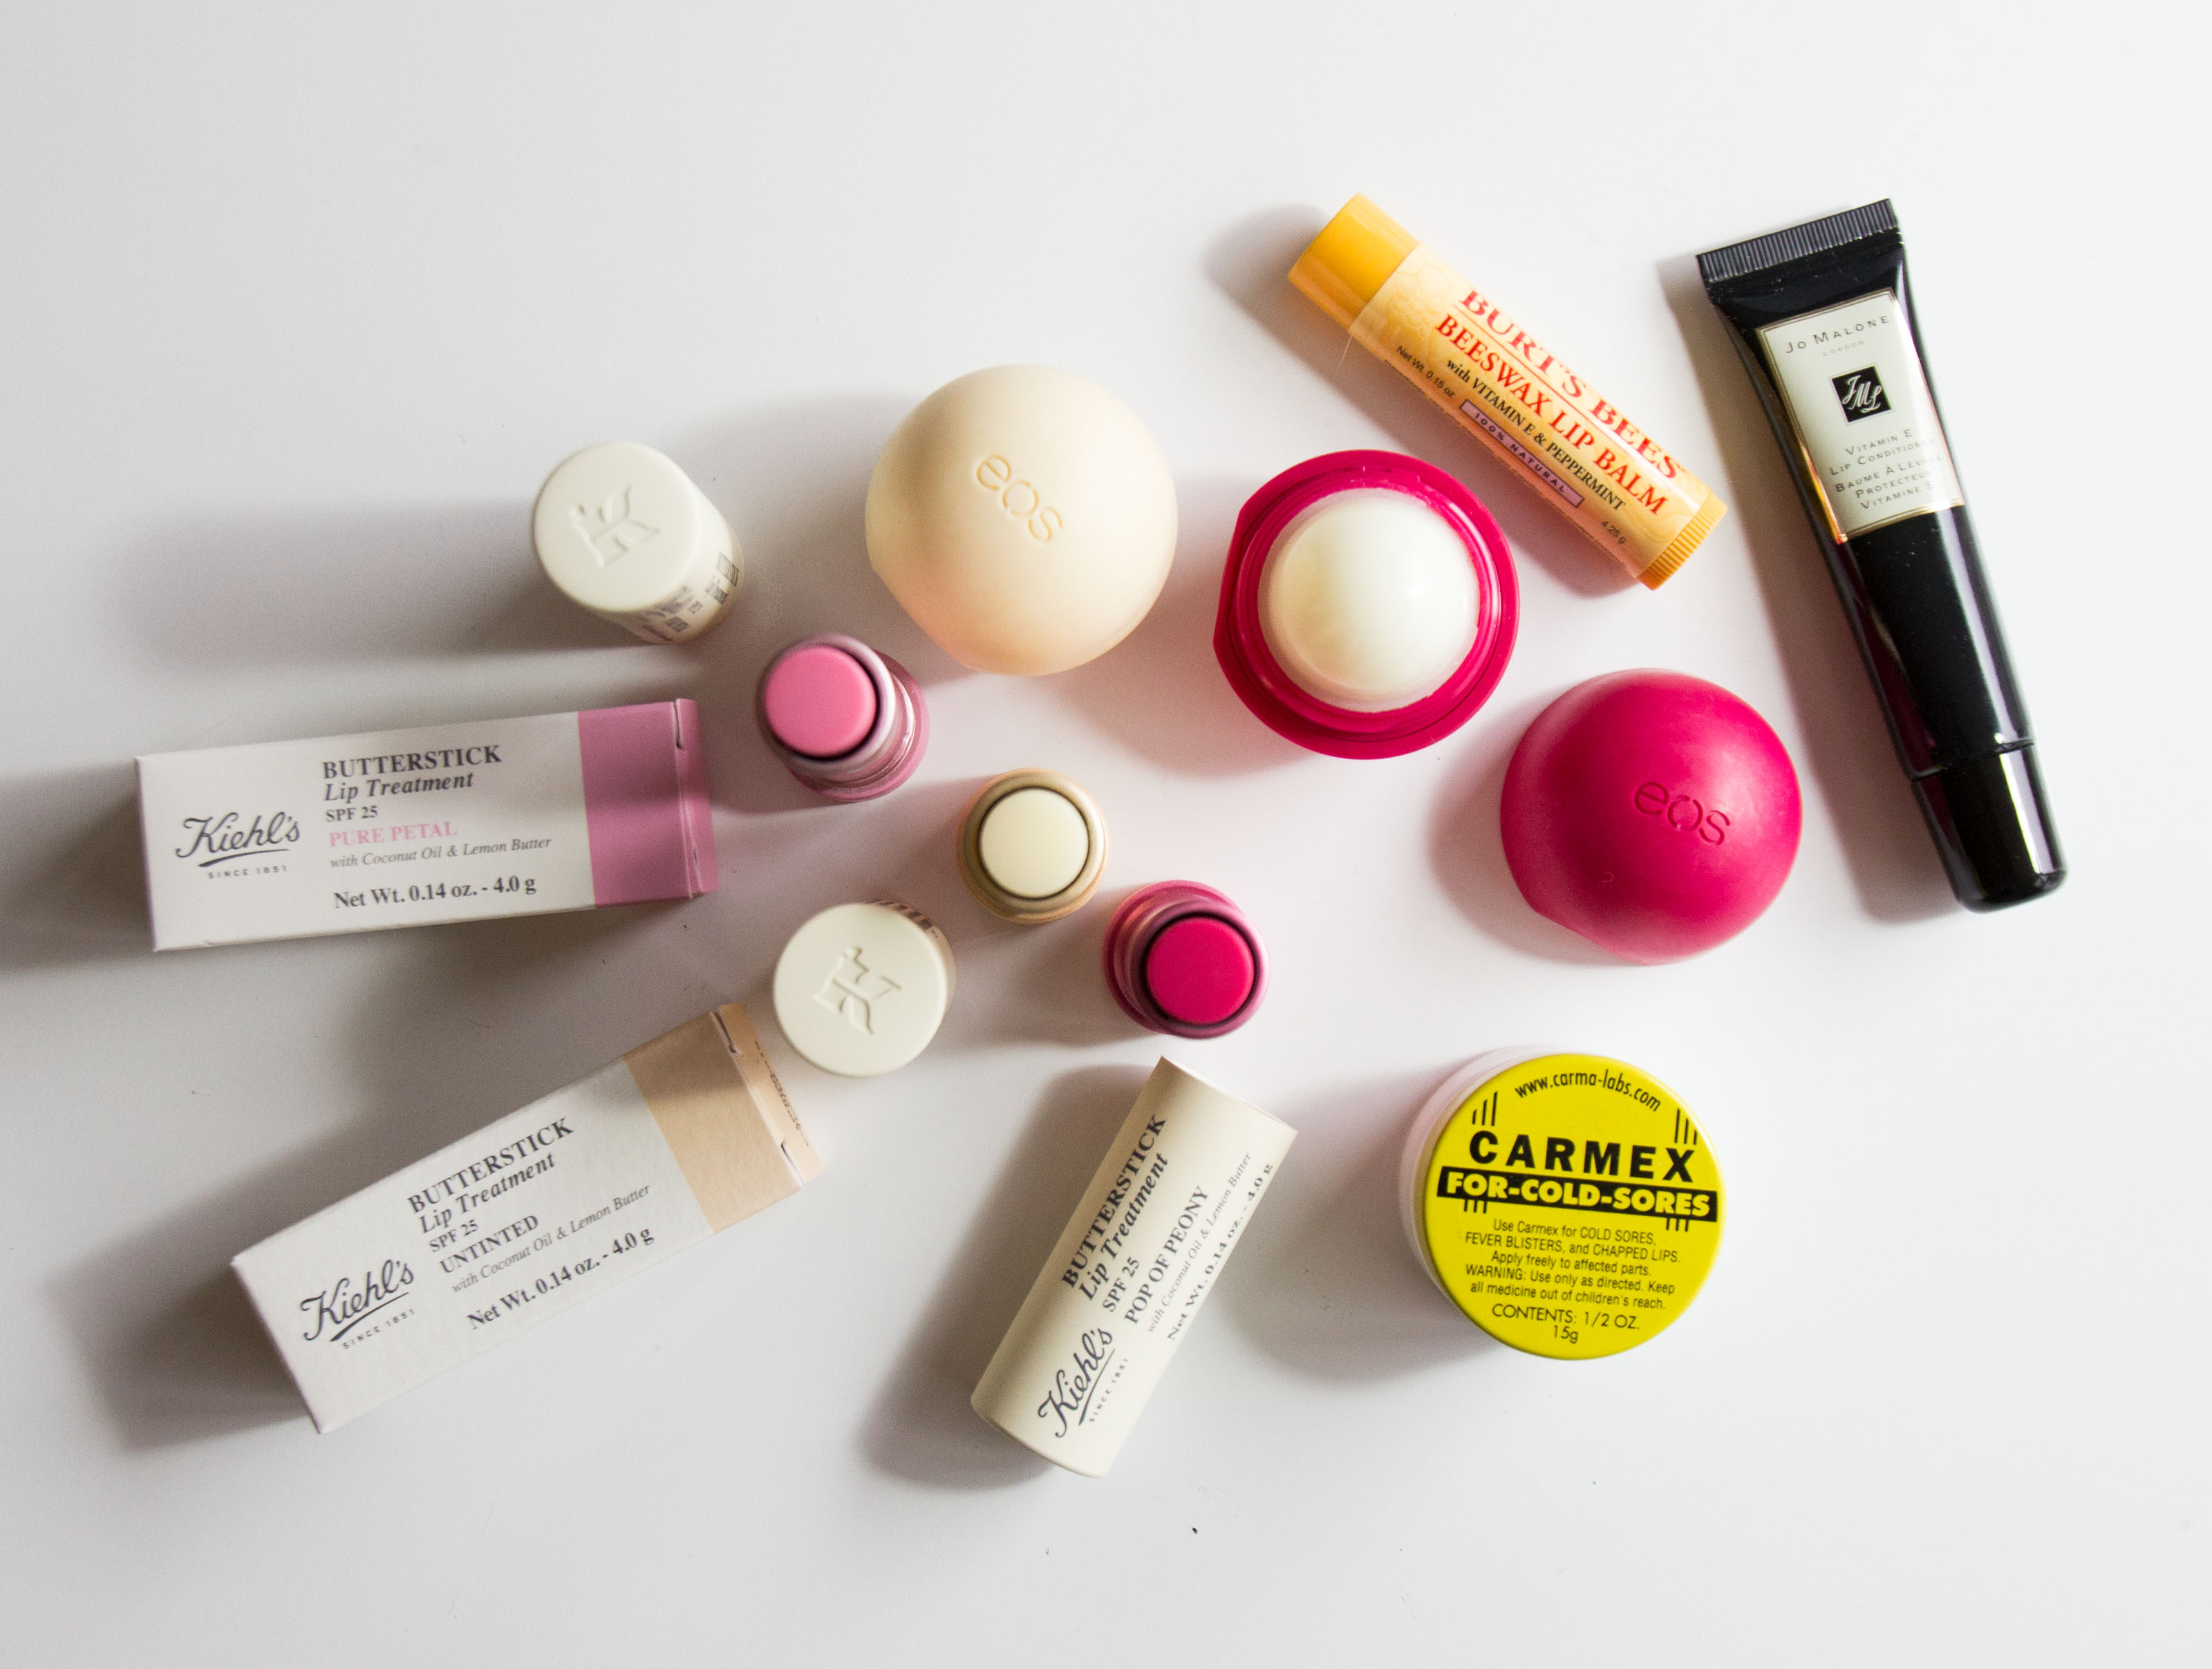 BURT'S BEES
BEESWAX LIP BALM
with VITAMIN E & PEPPERMINT
100% NATURAL
Net Wt. 0.15 oz
4.25 g
JO MALONE
LONDON
JML
VITAMIN E
LIP CONDITIONER
BAUME À LÈVRES
PROTECTEUR
VITAMINE E
eos
eos
K
Kiehl's
SINCE 1851
BUTTERSTICK
Lip Treatment
SPF 25
PURE PETAL
with Coconut Oil & Lemon Butter
Net Wt. 0.14 oz. - 4.0 g
K
Kiehl's
SINCE 1851
BUTTERSTICK
Lip Treatment
SPF 25
UNTINTED
with Coconut Oil & Lemon Butter
Net Wt. 0.14 oz. - 4.0 g
Kiehl's
SINCE 1851
BUTTERSTICK
Lip Treatment
SPF 25
POP OF PEONY
with Coconut Oil & Lemon Butter
Net Wt. 0.14 oz. - 4.0 g
www.carma-labs.com
CARMEX
FOR-COLD-SORES
Use Carmex for COLD SORES,
FEVER BLISTERS, and CHAPPED LIPS.
Apply freely to affected parts.
WARNING: Use only as directed. Keep
all medicine out of children's reach.
CONTENTS: 1/2 OZ.
15g